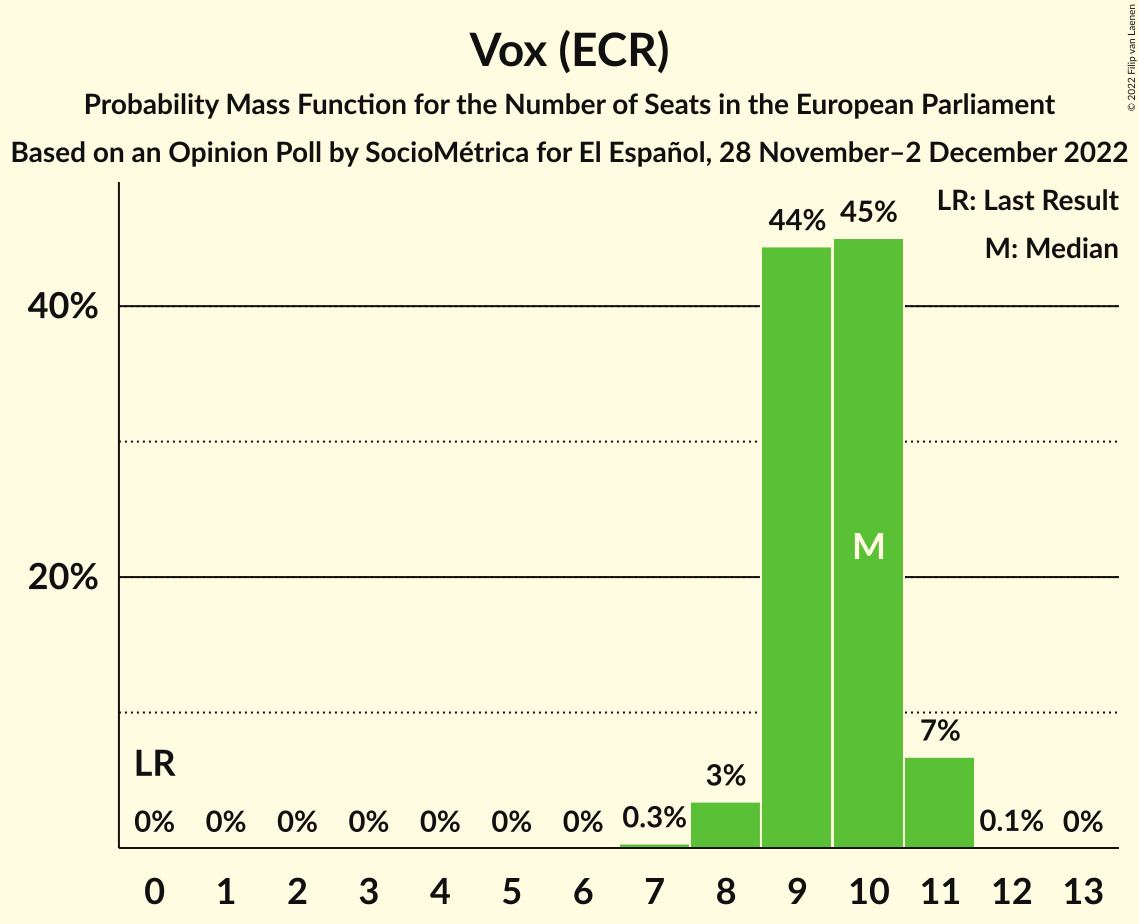 Vox (ECR)
Probability Mass Function for the Number of Seats in the European Parliament
Based on an Opinion Poll by SocioMétrica for El Español, 28 November–2 December 2022
© 2022 Filip van Laenen
LR: Last Result
M: Median
40%
20%
44%
45%
M
LR
0%
0%
0%
0%
0%
0%
0%
0.3%
3%
7%
0.1%
0%
0 1 2 3 4 5 6 7 8 9 10 11 12 13